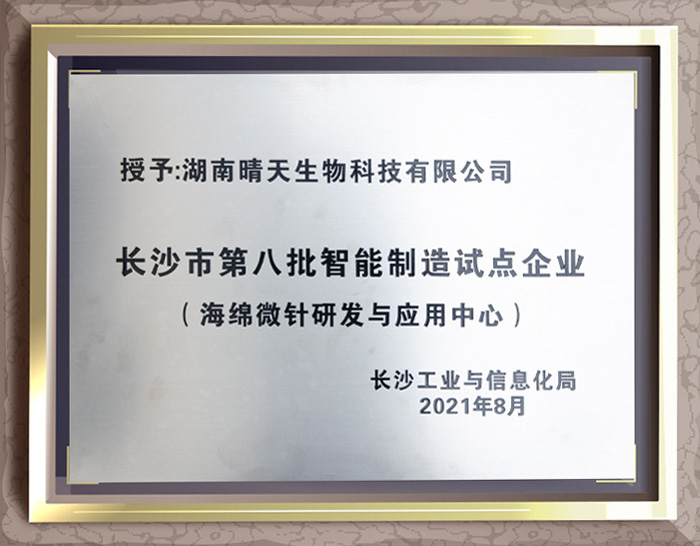 授予:湖南晴天生物科技有限公司
长沙市第八批智能制造试点企业
（海绵微针研发与应用中心）
长沙工业与信息化局
2021年8月